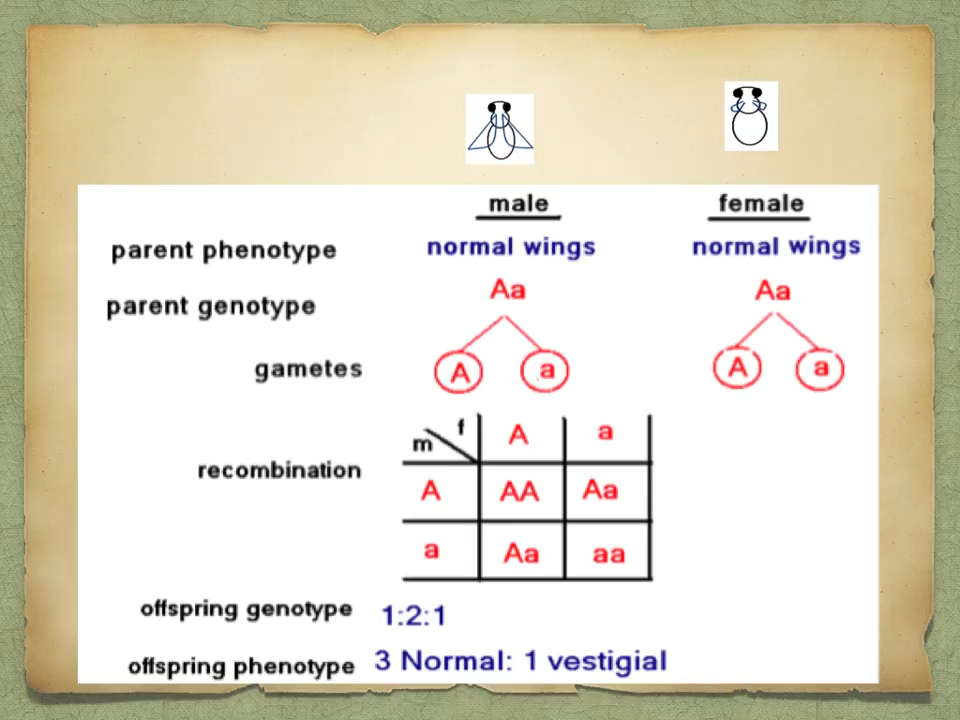 male female
parent phenotype normal wings normal wings
parent genotype Aa Aa
gametes A a A a
m f A a
recombination
A AA Aa
a Aa aa
offspring genotype 1:2:1
offspring phenotype 3 Normal: 1 vestigial